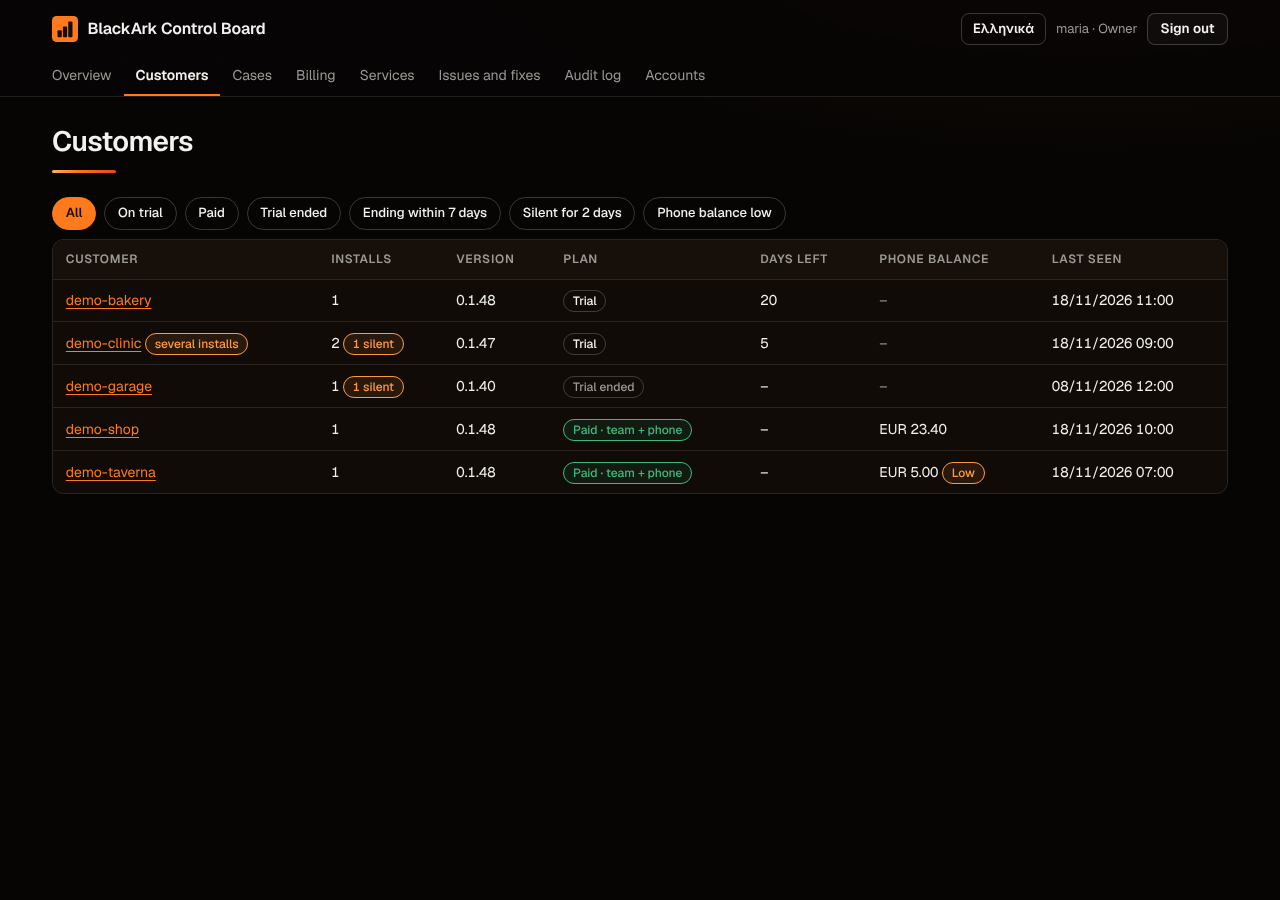 BlackArk Control Board
Ελληνικά maria · Owner Sign out
Overview Customers Cases Billing Services Issues and fixes Audit log Accounts
Customers
All On trial Paid Trial ended Ending within 7 days Silent for 2 days Phone balance low
CUSTOMER INSTALLS VERSION PLAN DAYS LEFT PHONE BALANCE LAST SEEN
demo-bakery 1 0.1.48 Trial 20 – 18/11/2026 11:00
demo-clinic several installs 2 1 silent 0.1.47 Trial 5 – 18/11/2026 09:00
demo-garage 1 1 silent 0.1.40 Trial ended – – 08/11/2026 12:00
demo-shop 1 0.1.48 Paid · team + phone – EUR 23.40 18/11/2026 10:00
demo-taverna 1 0.1.48 Paid · team + phone – EUR 5.00 Low 18/11/2026 07:00